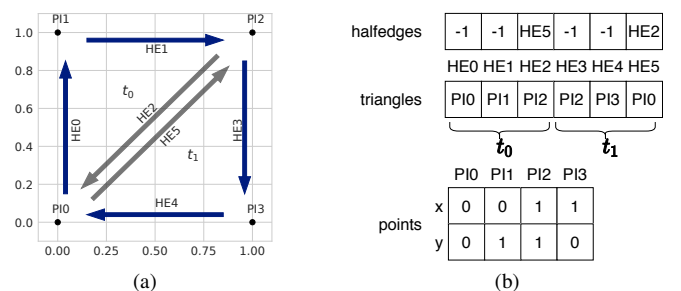 PI1 PI2
1.0
HE1
0.8
t0
HE2
0.6
HE0 HE5 HE3
0.4
t1
0.2
PI0 HE4 PI3
0.0
0.00 0.25 0.50 0.75 1.00
(a)
halfedges -1 -1 HE5 -1 -1 HE2
HE0 HE1 HE2 HE3 HE4 HE5
triangles PI0 PI1 PI2 PI2 PI3 PI0
t0 t1
PI0 PI1 PI2 PI3
x 0 0 1 1
points
y 0 1 1 0
(b)